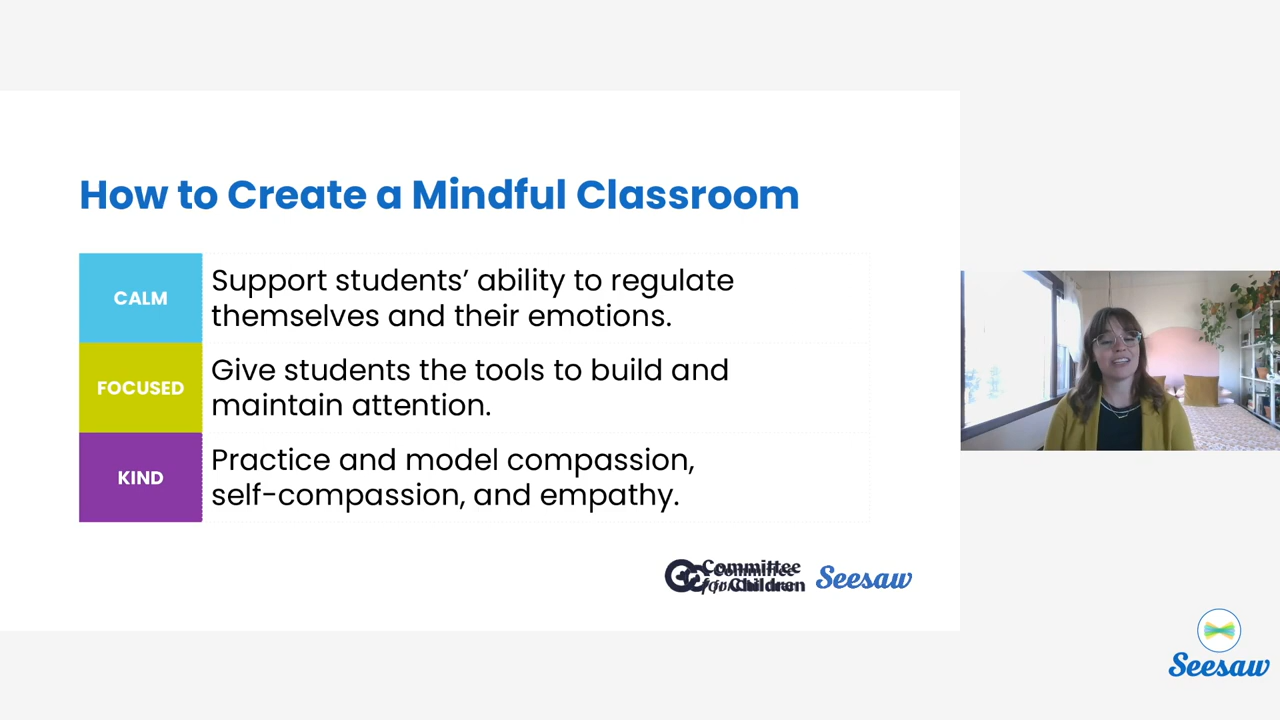 How to Create a Mindful Classroom
CALM
Support students’ ability to regulate
themselves and their emotions.
FOCUSED
Give students the tools to build and
maintain attention.
KIND
Practice and model compassion,
self-compassion, and empathy.
Committee
for Children
Seesaw
Seesaw